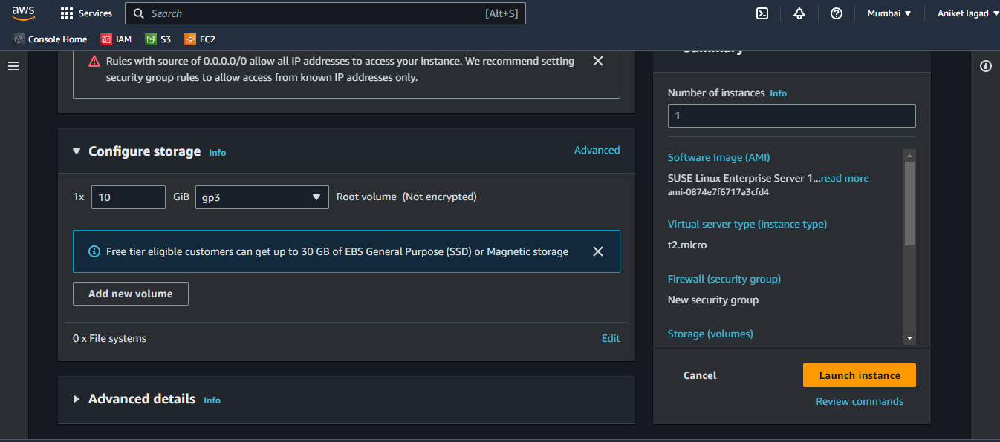 aws
Services
Search
[Alt+S]
Mumbai
Aniket lagad
Console Home
IAM
S3
EC2
Rules with source of 0.0.0.0/0 allow all IP addresses to access your instance. We recommend setting
security group rules to allow access from known IP addresses only.
Configure storage
Info
Advanced
1x
10
GiB
gp3
Root volume (Not encrypted)
Free tier eligible customers can get up to 30 GB of EBS General Purpose (SSD) or Magnetic storage
Add new volume
0 x File systems
Edit
Advanced details
Info
Summary
Number of instances
Info
1
Software Image (AMI)
SUSE Linux Enterprise Server 1...read more
ami-0874e7f6717a3cfd4
Virtual server type (instance type)
t2.micro
Firewall (security group)
New security group
Storage (volumes)
Cancel
Launch instance
Review commands